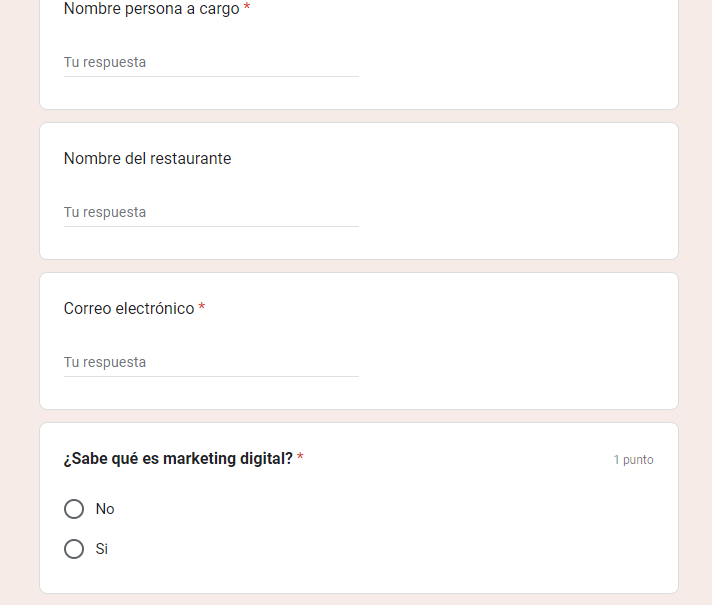 Nombre persona a cargo *
Tu respuesta
Nombre del restaurante
Tu respuesta
Correo electrónico *
Tu respuesta
¿Sabe qué es marketing digital? * 1 punto
No
Si